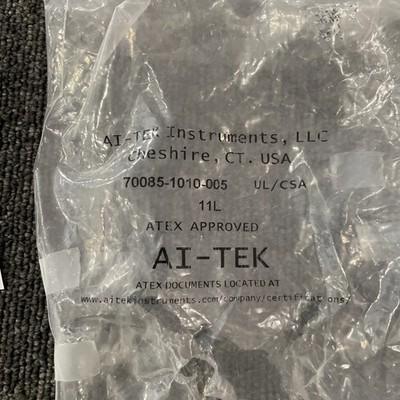 AI-TEK Instruments, LLC
Cheshire, CT. USA
70085-1010-005 UL/CSA
11L
ATEX APPROVED
AI-TEK
ATEX DOCUMENTS LOCATED AT
www.aitekinstruments.com/company/certifications/